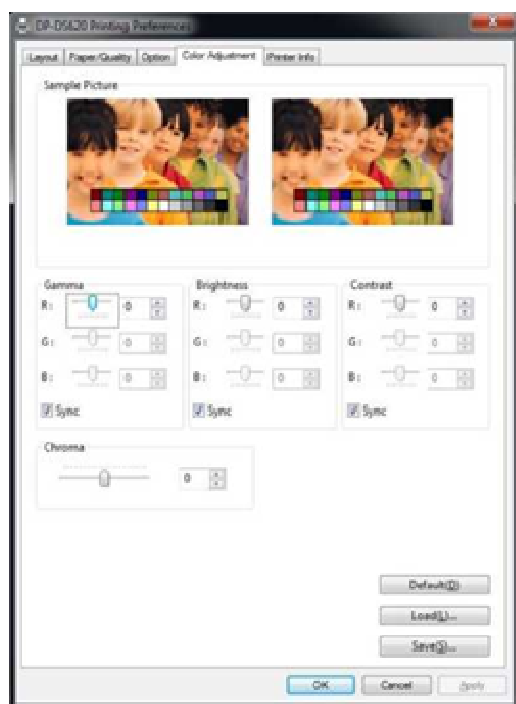 DP-DS620 Printing Preferences
Layout Paper/Quality Option Color Adjustment Printer Info
Sample Picture
Gamma Brightness Contrast
R: -0 R: 0 R: 0
G: -0 G: 0 G: 0
B: -0 B: 0 B: 0
Sync Sync Sync
Chroma
0
Default(D)
Load(L)...
Save(S)...
OK Cancel Apply